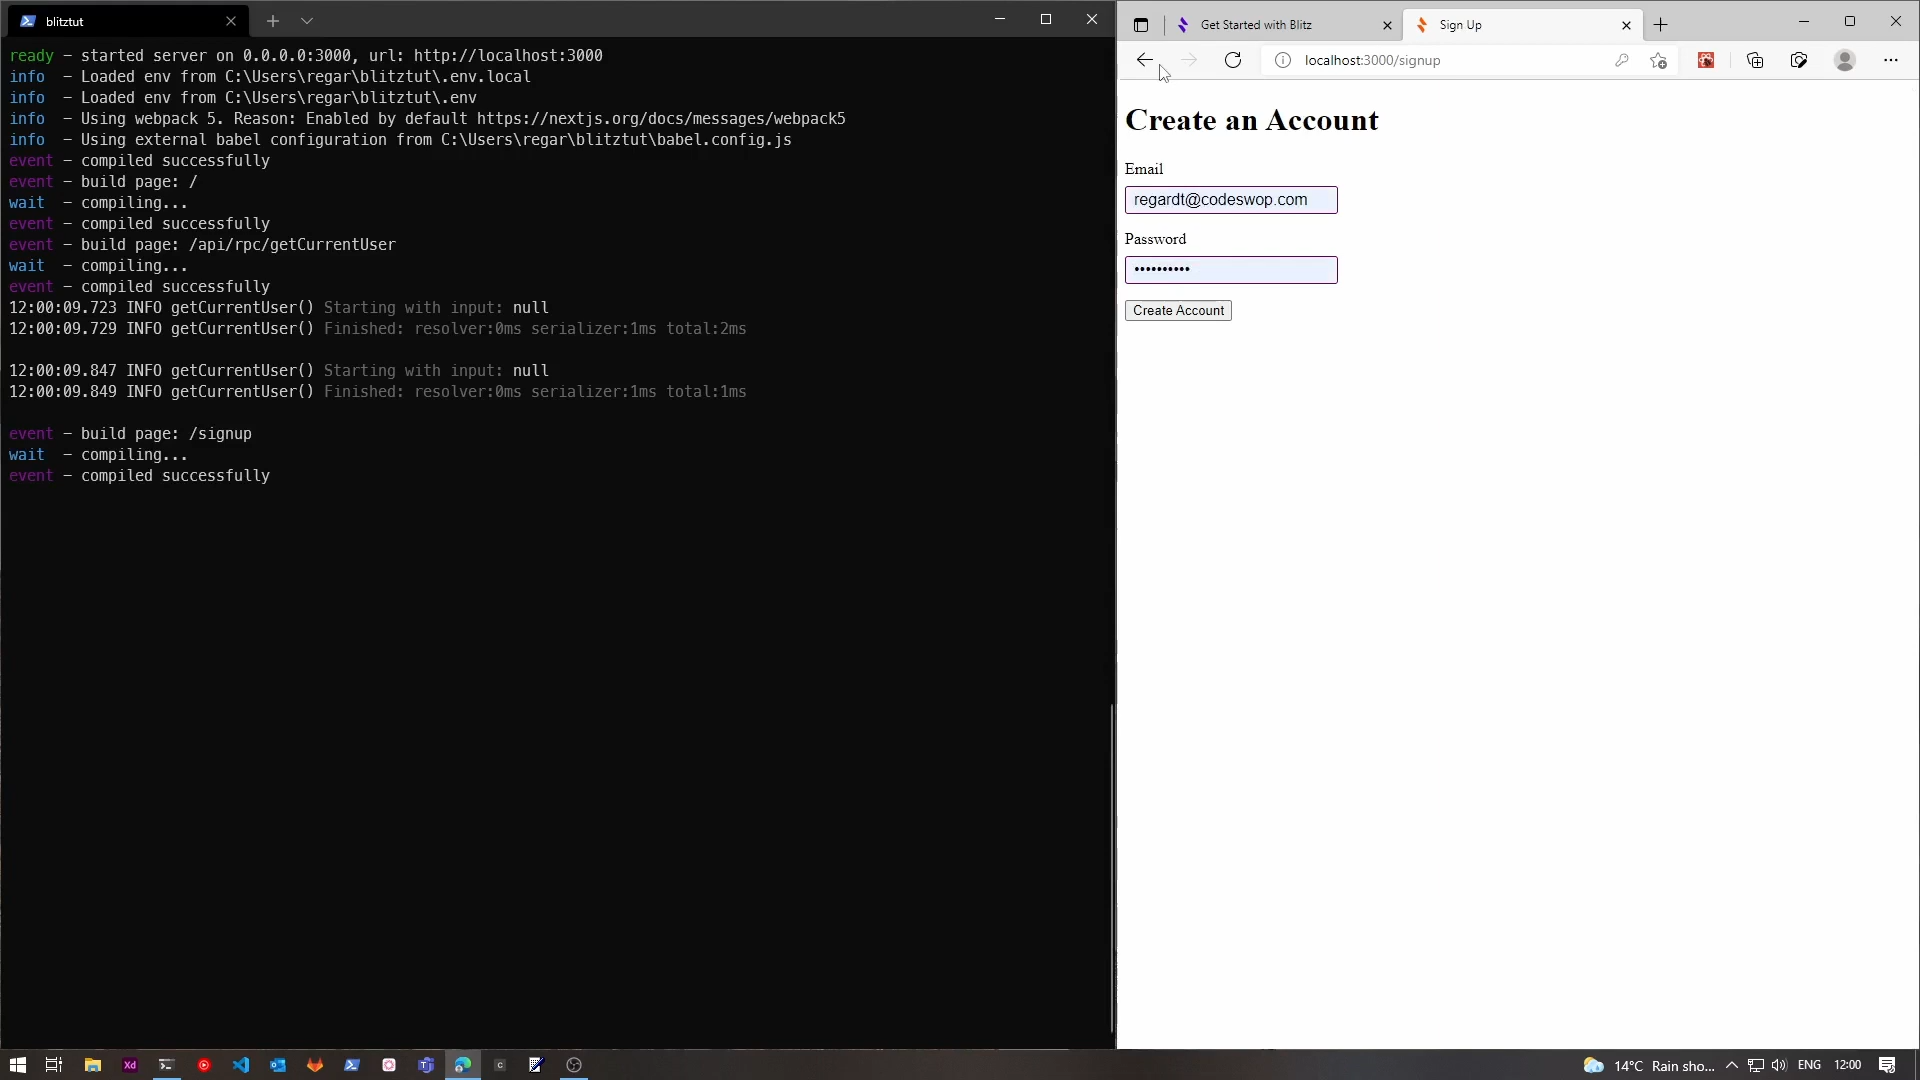 blitztut
ready - started server on 0.0.0.0:3000, url: http://localhost:3000
info - Loaded env from C:\Users\regar\blitztut\.env.local
info - Loaded env from C:\Users\regar\blitztut\.env
info - Using webpack 5. Reason: Enabled by default https://nextjs.org/docs/messages/webpack5
info - Using external babel configuration from C:\Users\regar\blitztut\babel.config.js
event - compiled successfully
event - build page: /
wait - compiling...
event - compiled successfully
event - build page: /api/rpc/getCurrentUser
wait - compiling...
event - compiled successfully
12:00:09.723 INFO getCurrentUser() Starting with input: null
12:00:09.729 INFO getCurrentUser() Finished: resolver:0ms serializer:1ms total:2ms
12:00:09.847 INFO getCurrentUser() Starting with input: null
12:00:09.849 INFO getCurrentUser() Finished: resolver:0ms serializer:1ms total:1ms
event - build page: /signup
wait - compiling...
event - compiled successfully
Get Started with Blitz
Sign Up
localhost:3000/signup
Create an Account
Email
regardt@codeswop.com
Password
••••••••••
Create Account
Xd
C
14°C Rain sho...
ENG
12:00